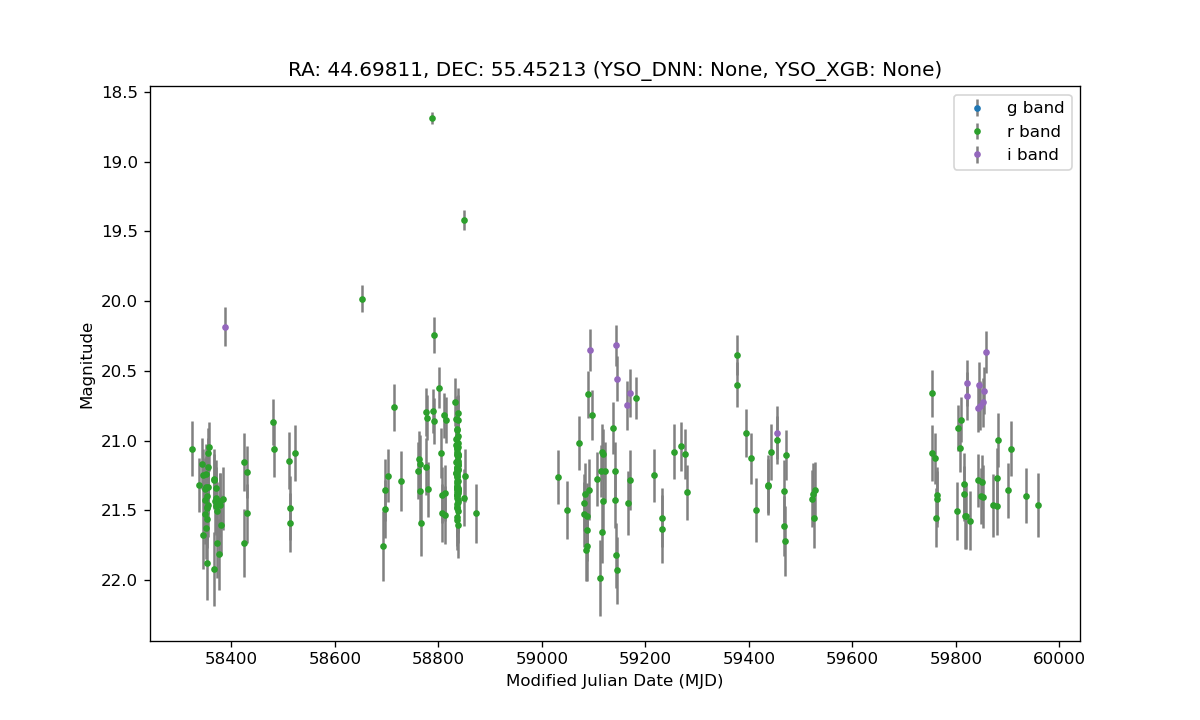 RA: 44.69811, DEC: 55.45213 (YSO_DNN: None, YSO_XGB: None)
g band
r band
i band
18.5
19.0
19.5
20.0
20.5
21.0
21.5
22.0
Magnitude
58400 58600 58800 59000 59200 59400 59600 59800 60000
Modified Julian Date (MJD)